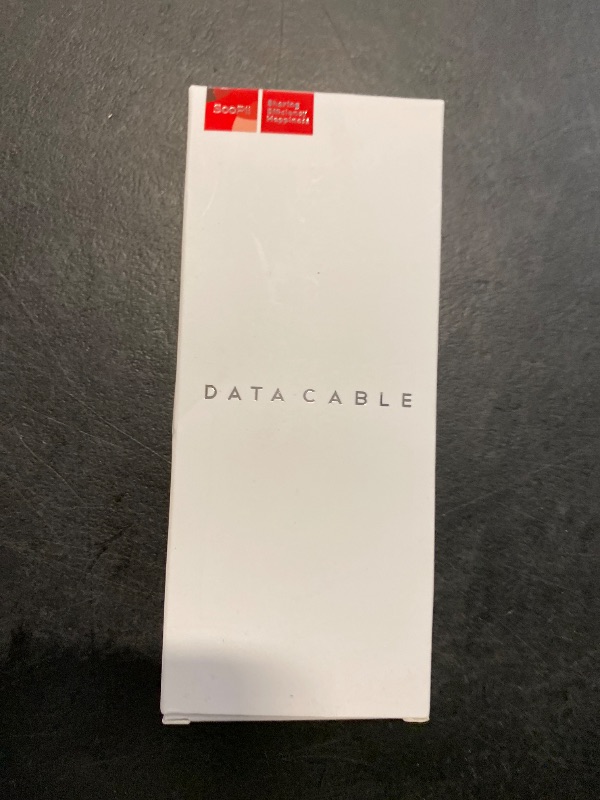 SooPii
Sharing
Efficiency/
Happiness
DATA CABLE